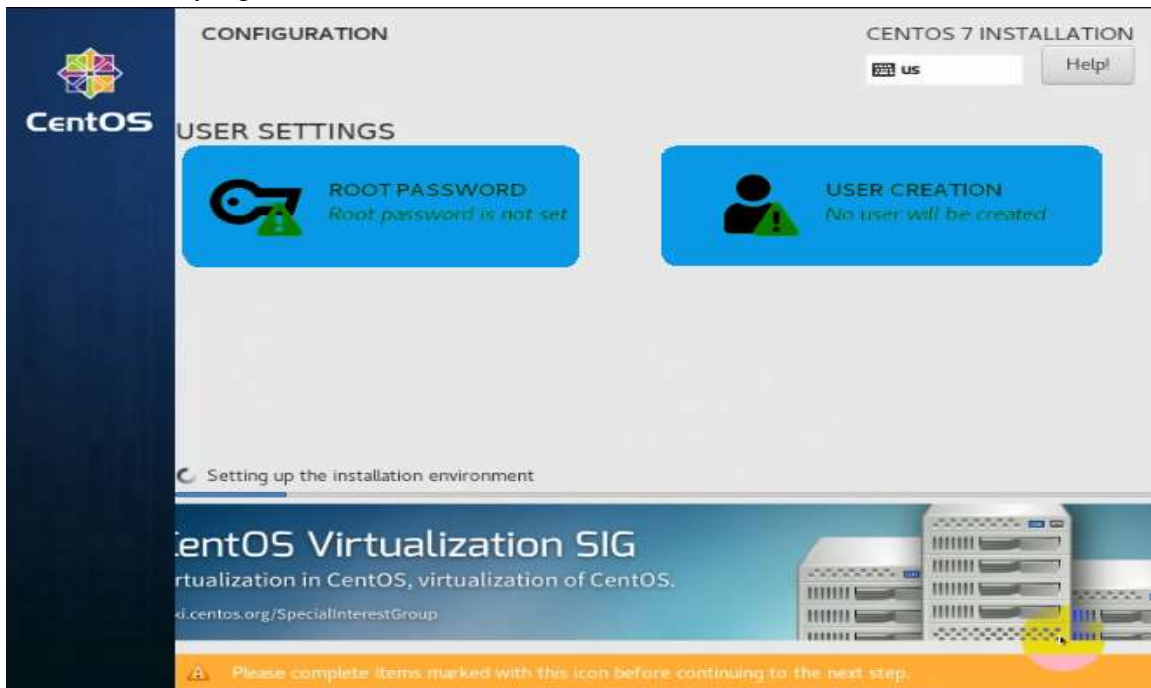 CONFIGURATION
CENTOS 7 INSTALLATION
us
Help!
CentOS
USER SETTINGS
ROOT PASSWORD
Root password is not set
USER CREATION
No user will be created
Setting up the installation environment
entOS Virtualization SIG
rtualization in CentOS, virtualization of CentOS.
ki.centos.org/SpecialInterestGroup
Please complete items marked with this icon before continuing to the next step.